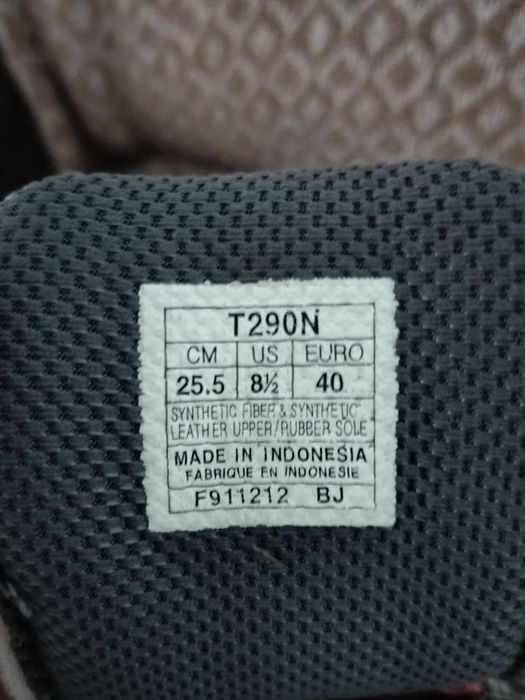 T290N
CM US EURO
25.5 8½ 40
SYNTHETIC FIBER & SYNTHETIC
LEATHER UPPER/RUBBER SOLE
MADE IN INDONESIA
FABRIQUE EN INDONESIE
F911212 BJ